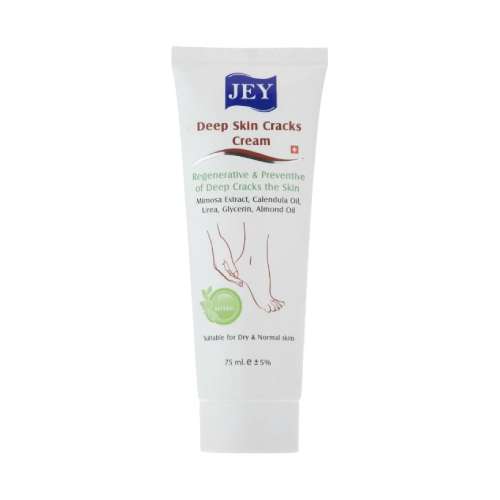 JEY
Deep Skin Cracks
Cream
Regenerative & Preventive
of Deep Cracks the Skin
Mimosa Extract, Calendula Oil,
Urea, Glycerin, Almond Oil
Suitable for Dry & Normal skin
75 ml.e ± 5%